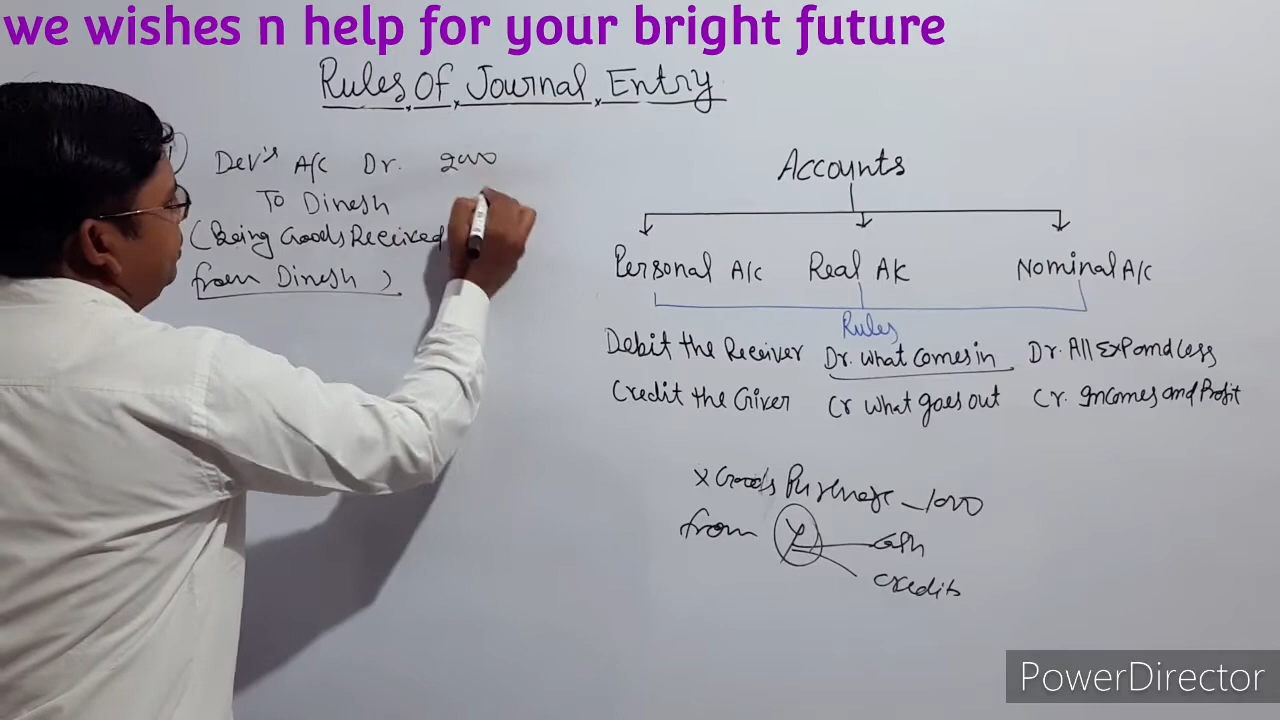 we wishes n help for your bright future
Rules Of Journal Entry
Dev's A/c Dr. 2000
To Dinesh
(Being Goods Received
from Dinesh)
Accounts
Personal A/c Real A/c Nominal A/c
Rules
Debit the Receiver Dr. what comes in Dr. All
Credit the Giver Cr what goes out Cr. Incomes and Profit
x Goods Purchase - 1000
from Y cash
credit
PowerDirector